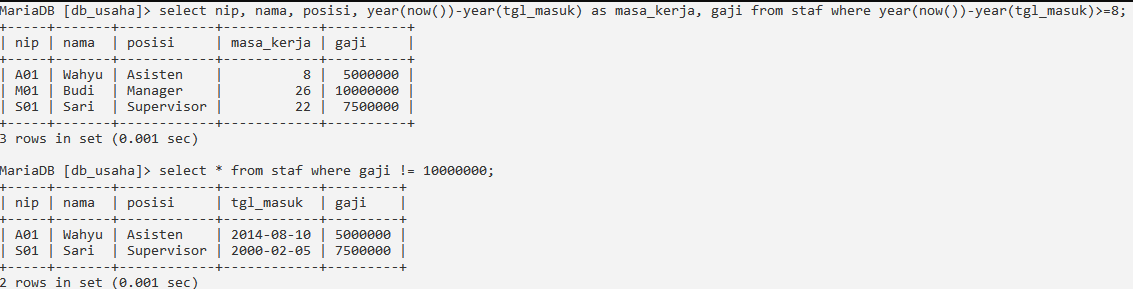 MariaDB [db_usaha]> select nip, nama, posisi, year(now())-year(tgl_masuk) as masa_kerja, gaji from staf where year(now())-year(tgl_masuk)>=8;
+-----+-------+------------+------------+----------+
| nip | nama  | posisi     | masa_kerja | gaji     |
+-----+-------+------------+------------+----------+
| A01 | Wahyu | Asisten    |          8 |  5000000 |
| M01 | Budi  | Manager    |         26 | 10000000 |
| S01 | Sari  | Supervisor |         22 |  7500000 |
+-----+-------+------------+------------+----------+
3 rows in set (0.001 sec)

MariaDB [db_usaha]> select * from staf where gaji != 10000000;
+-----+-------+------------+------------+---------+
| nip | nama  | posisi     | tgl_masuk  | gaji    |
+-----+-------+------------+------------+---------+
| A01 | Wahyu | Asisten    | 2014-08-10 | 5000000 |
| S01 | Sari  | Supervisor | 2000-02-05 | 7500000 |
+-----+-------+------------+------------+---------+
2 rows in set (0.001 sec)